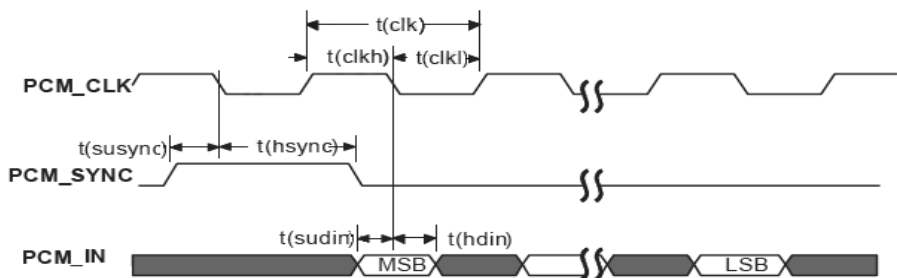 t(clk)
t(clkh) t(clkl)
PCM_CLK
t(susync) t(hsync)
PCM_SYNC
t(sudin) t(hdin)
PCM_IN MSB LSB